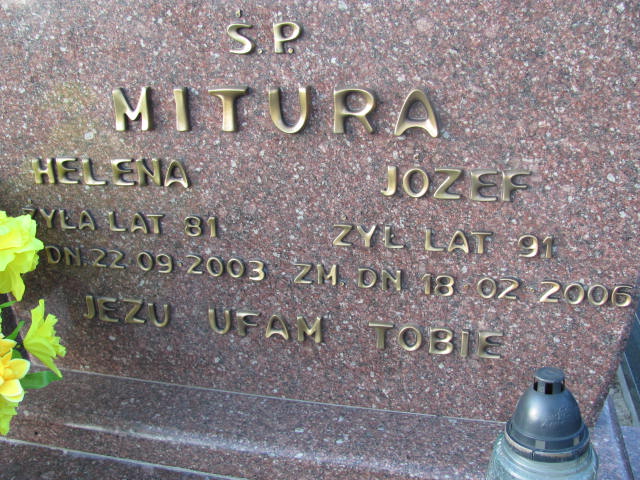 Ś.P.
MITURA
HELENA JÓZEF
ŻYŁA LAT 81 ŻYŁ LAT 91
DN. 22 09 2003 ZM. DN. 18.02 2006
JEZU UFAM TOBIE